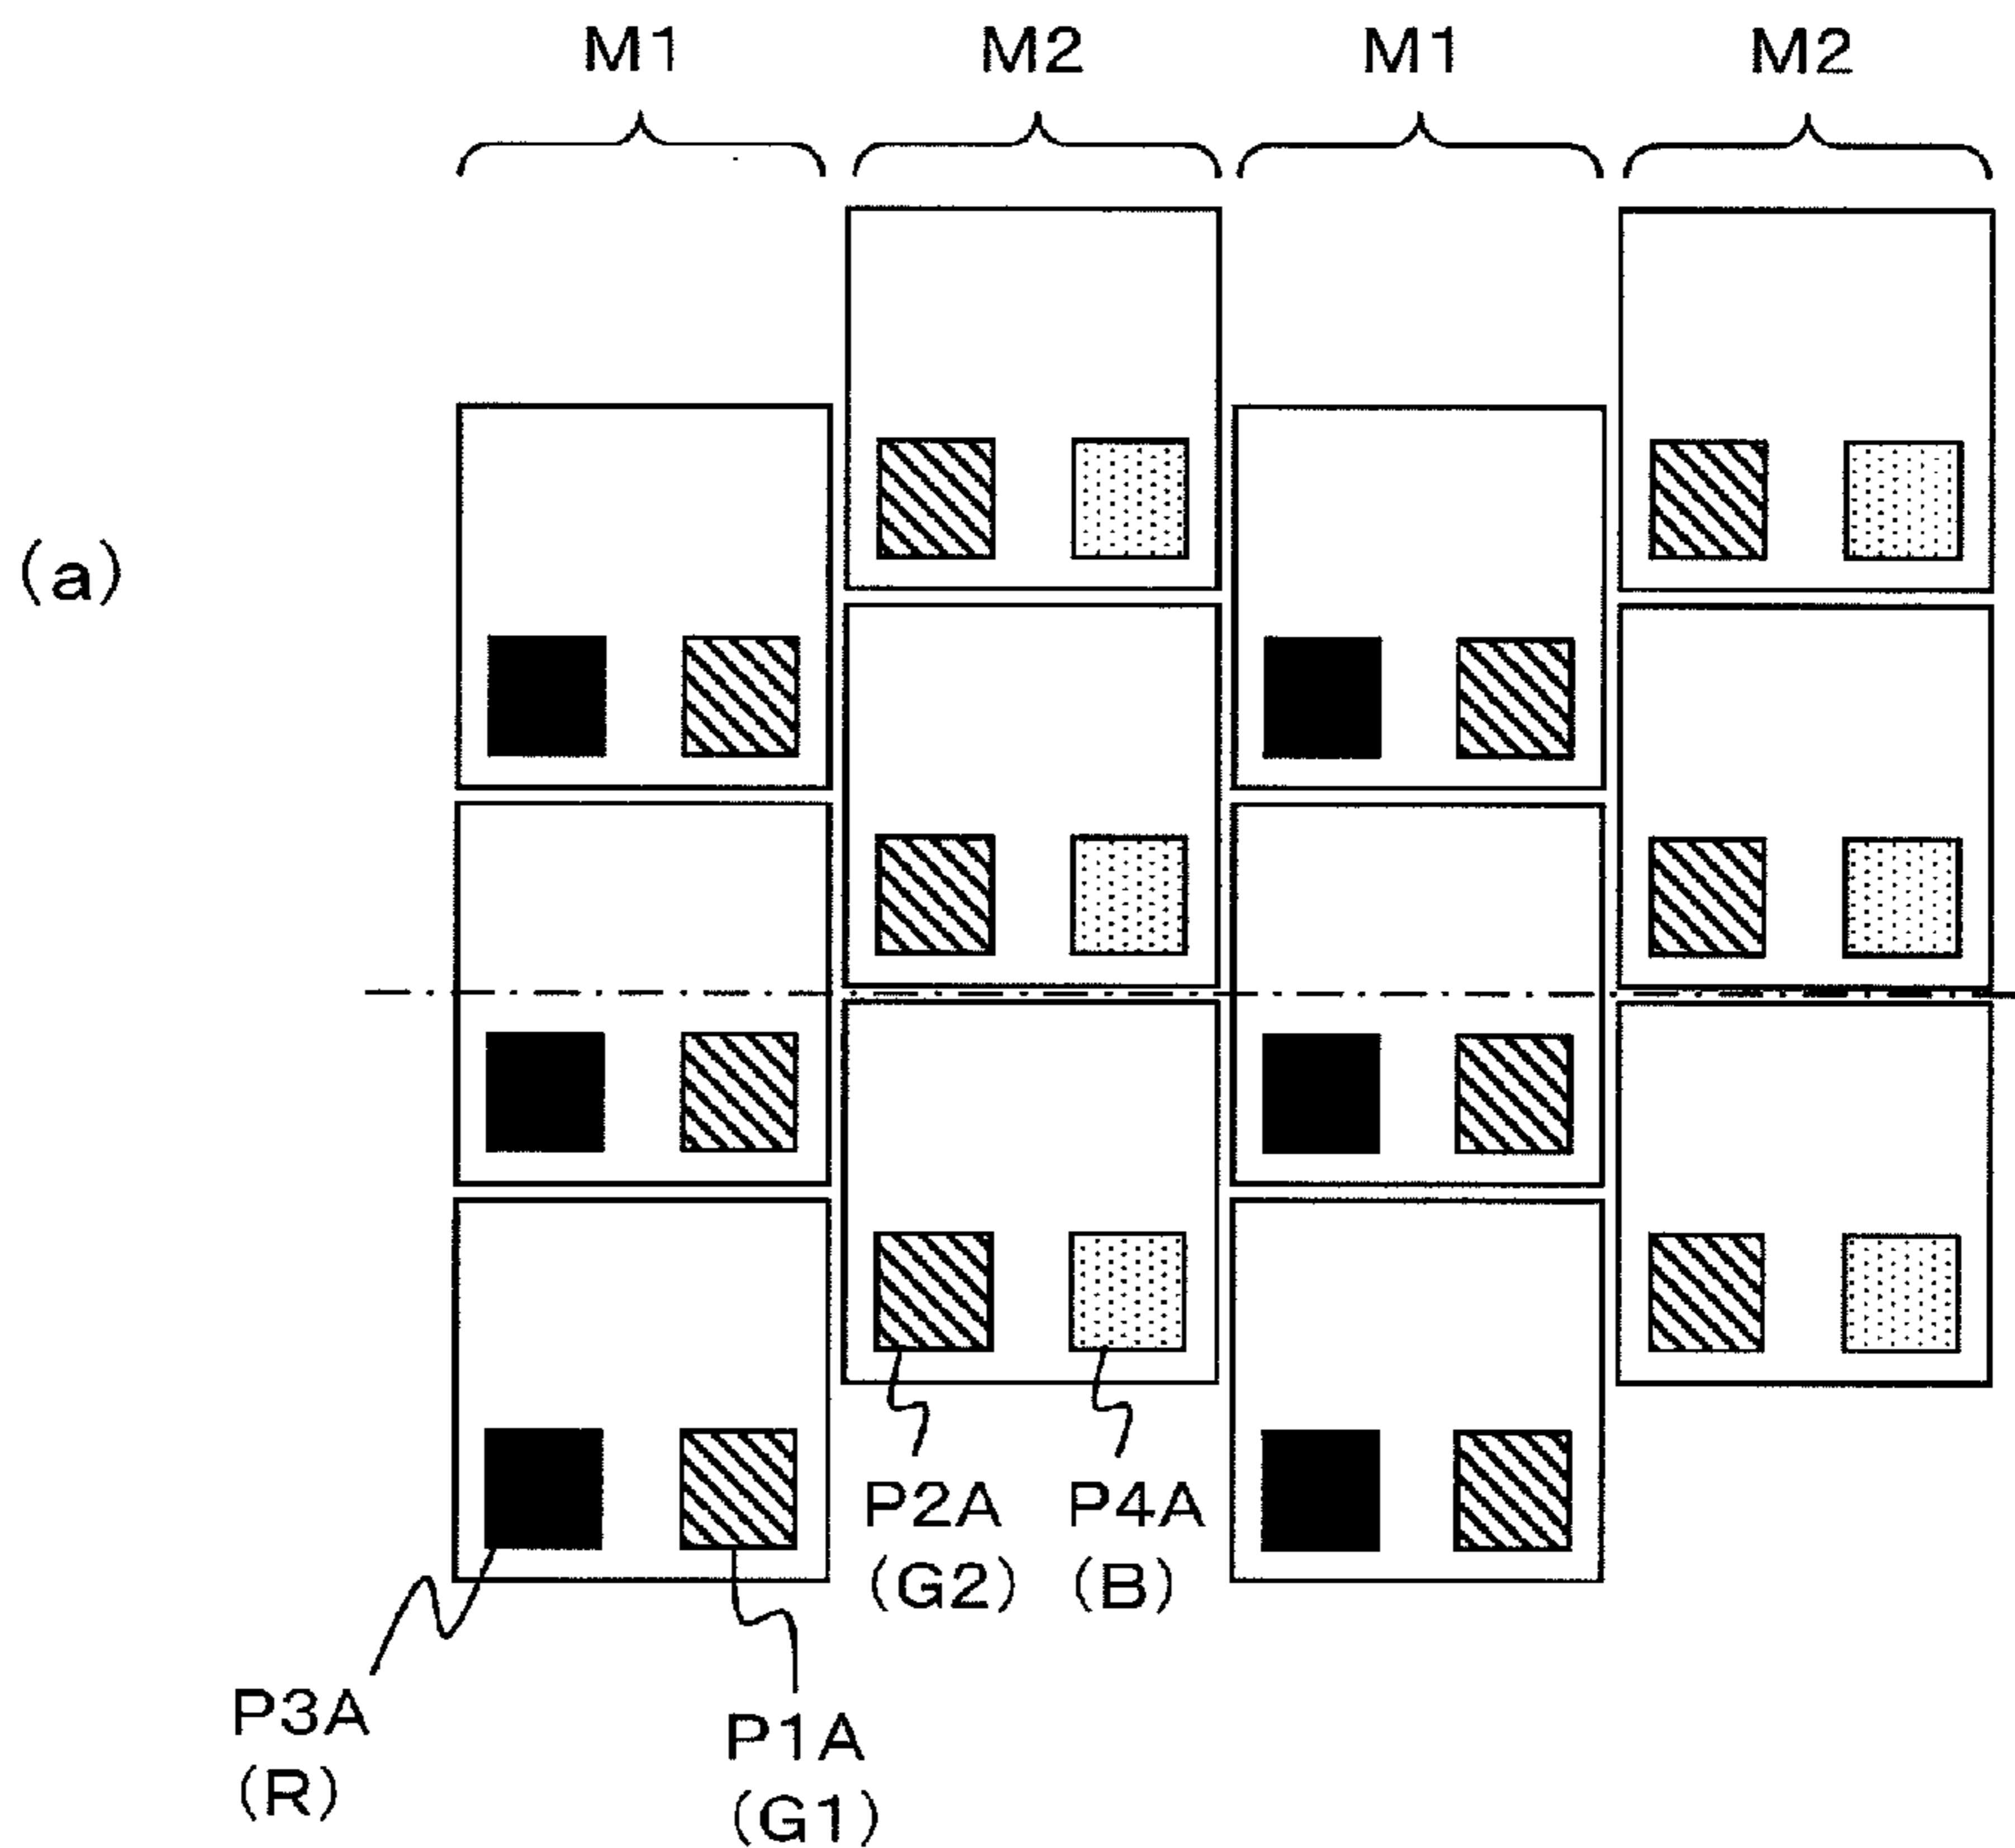 M1 M2 M1 M2
(a)
P2A P4A
(G2) (B)
P3A P1A
(R) (G1)